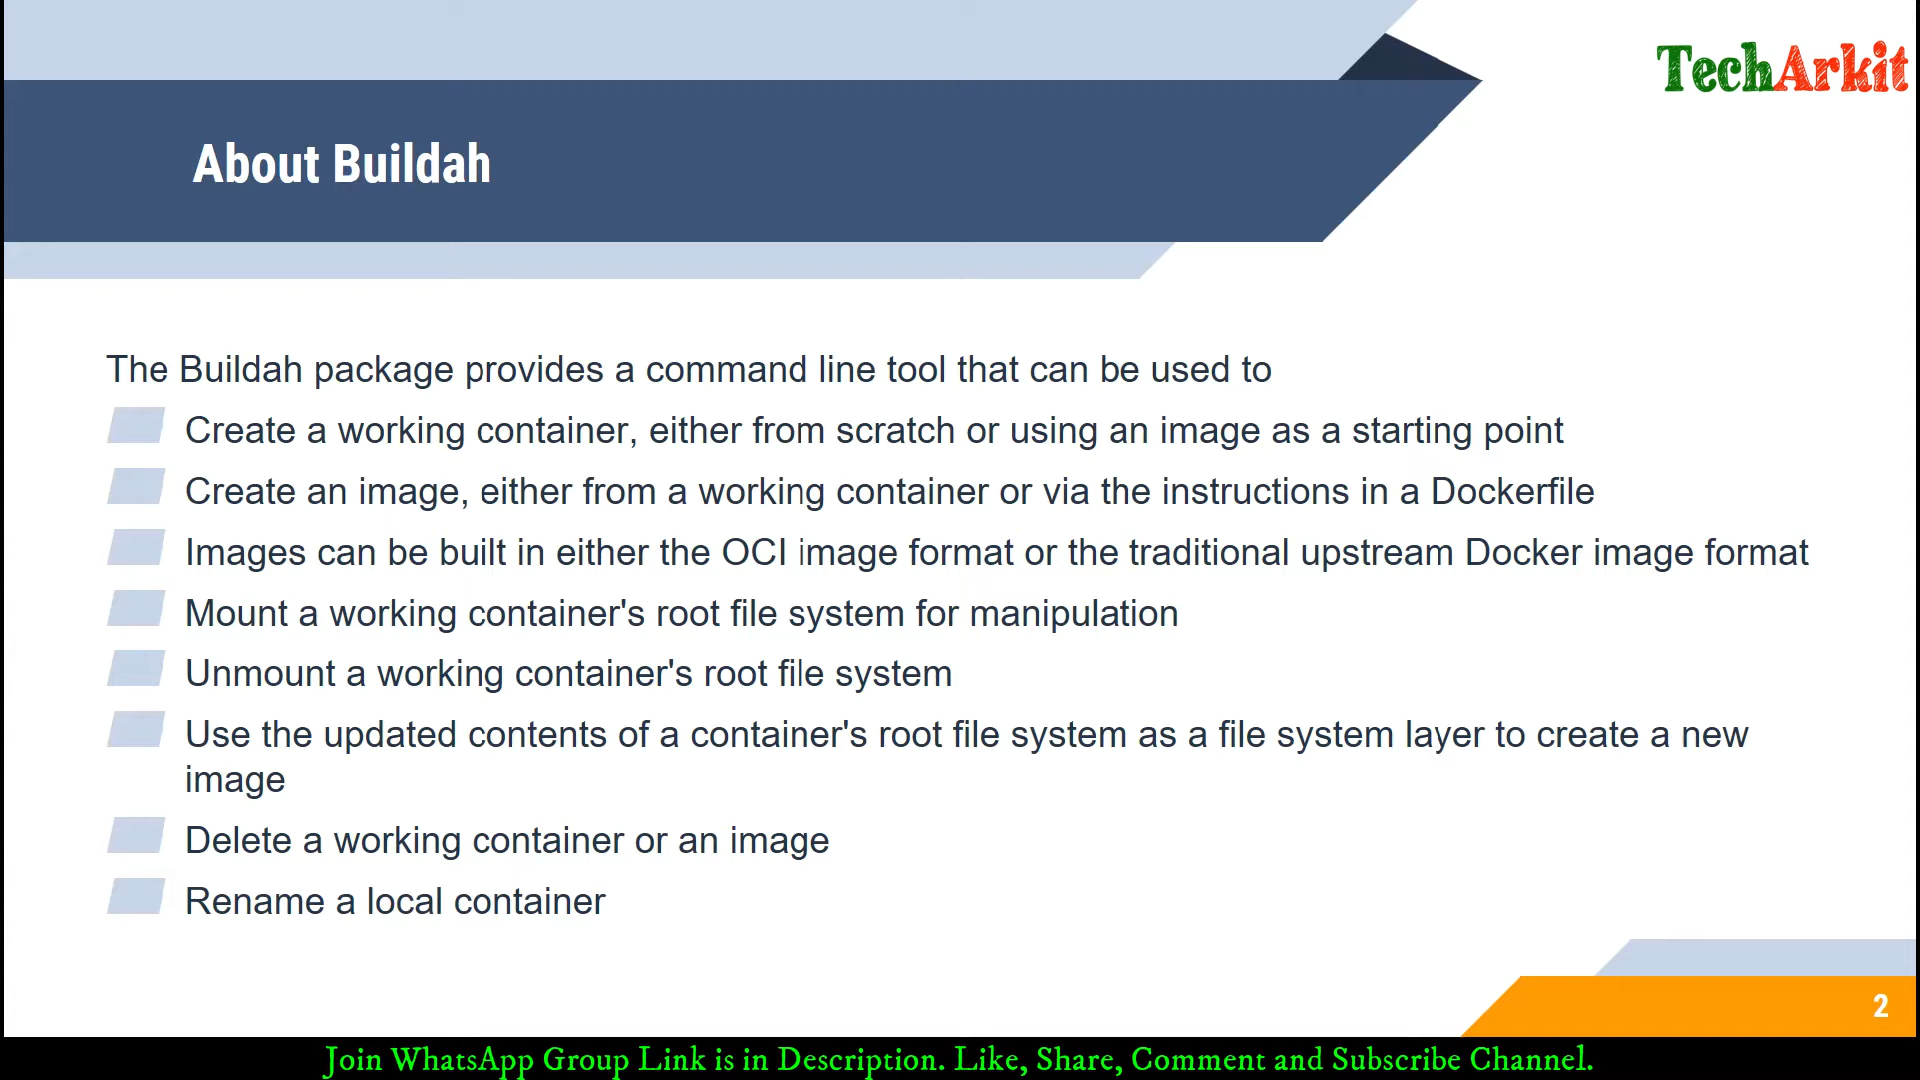 TechArkit
About Buildah
The Buildah package provides a command line tool that can be used to
Create a working container, either from scratch or using an image as a starting point
Create an image, either from a working container or via the instructions in a Dockerfile
Images can be built in either the OCI image format or the traditional upstream Docker image format
Mount a working container's root file system for manipulation
Unmount a working container's root file system
Use the updated contents of a container's root file system as a file system layer to create a new
image
Delete a working container or an image
Rename a local container
2
Join WhatsApp Group Link is in Description. Like, Share, Comment and Subscribe Channel.